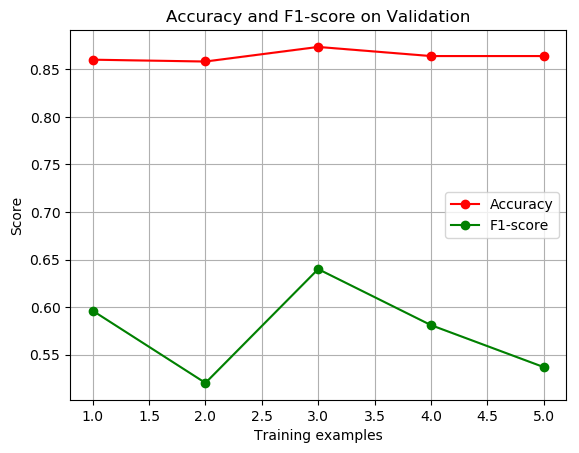 Accuracy and F1-score on Validation
Score
0.85
0.80
0.75
0.70
0.65
0.60
0.55
Accuracy
F1-score
1.0 1.5 2.0 2.5 3.0 3.5 4.0 4.5 5.0
Training examples